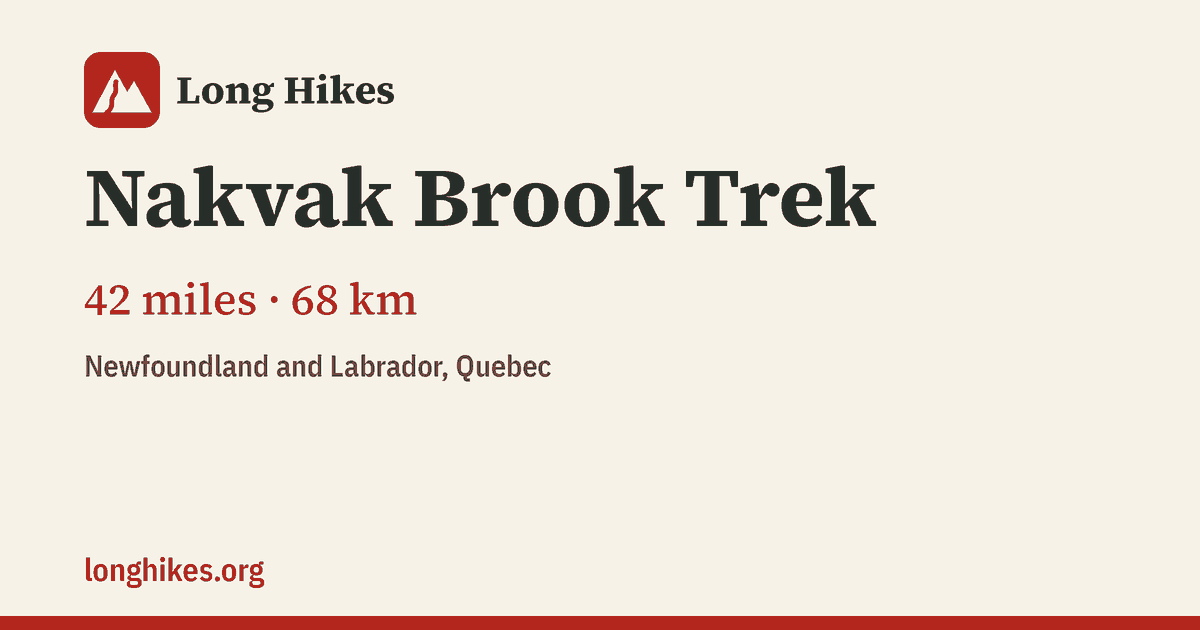 Long Hikes
Nakvak Brook Trek
42 miles · 68 km
Newfoundland and Labrador, Quebec
longhikes.org